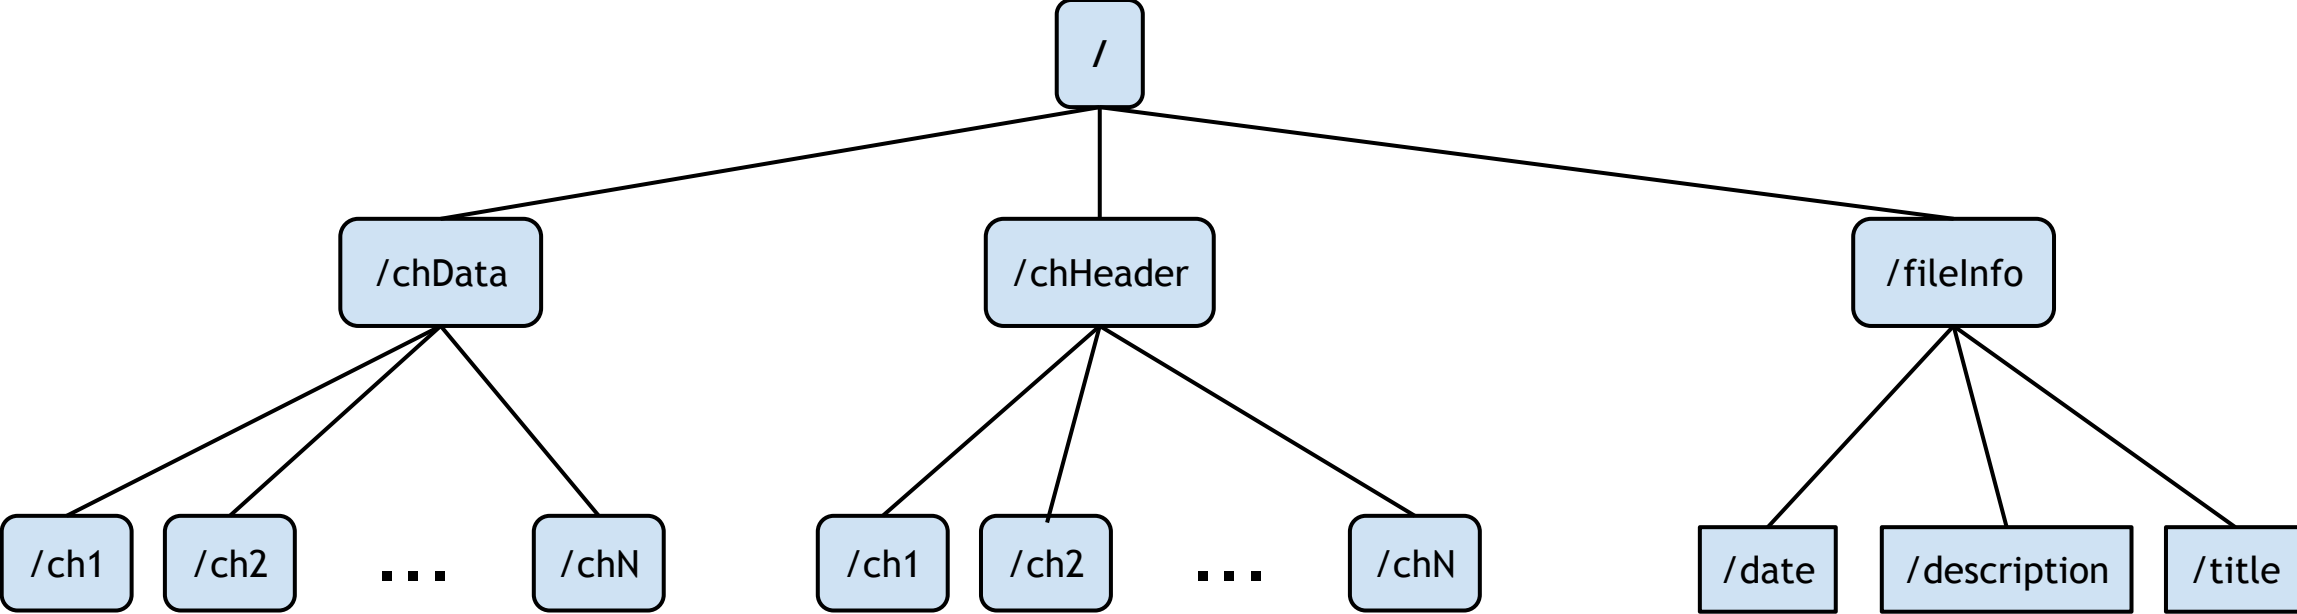 /
/chData
/chHeader
/fileInfo
/ch1
/ch2
...
/chN
/ch1
/ch2
...
/chN
/date
/description
/title